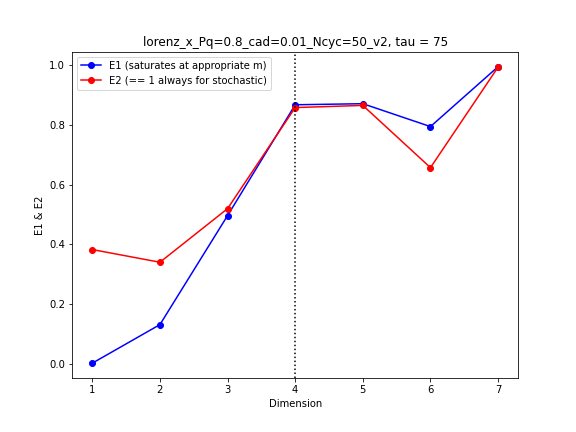 lorenz_x_Pq=0.8_cad=0.01_Ncyc=50_v2, tau = 75
E1 (saturates at appropriate m)
E2 (== 1 always for stochastic)
E1 & E2
1.0
0.8
0.6
0.4
0.2
0.0
1 2 3 4 5 6 7
Dimension